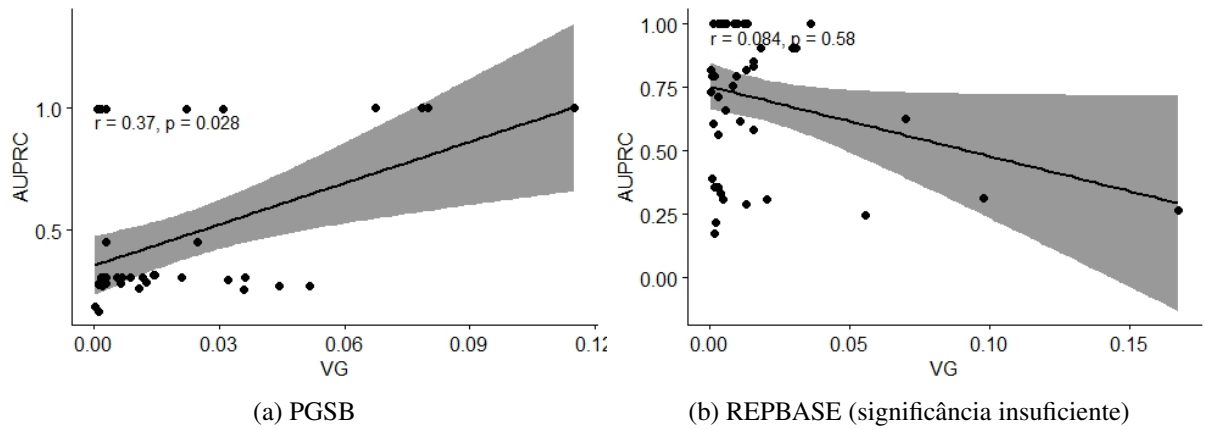 AUPRC
1.0
0.5
r = 0.37, p = 0.028
0.00 0.03 0.06 0.09 0.12
VG
(a) PGSB
AUPRC
1.00
0.75
0.50
0.25
0.00
r = 0.084, p = 0.58
0.00 0.05 0.10 0.15
VG
(b) REPBASE (significância insuficiente)